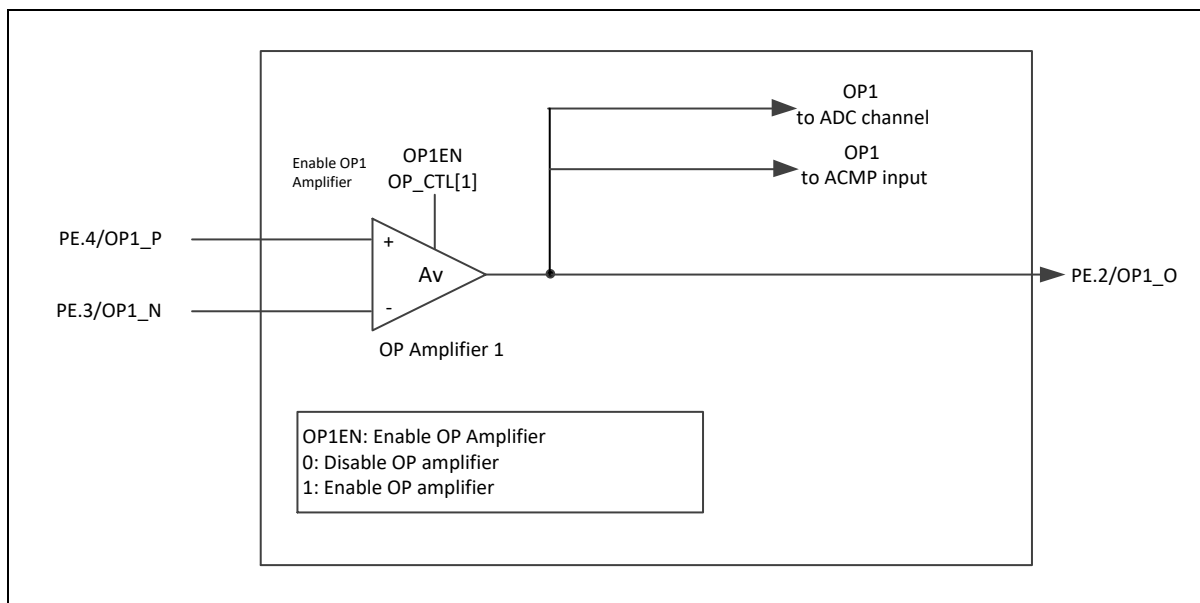 OP1
to ADC channel
OP1
to ACMP input
Enable OP1
Amplifier
OP1EN
OP_CTL[1]
PE.4/OP1_P
+
Av
PE.2/OP1_O
PE.3/OP1_N
-
OP Amplifier 1
OP1EN: Enable OP Amplifier
0: Disable OP amplifier
1: Enable OP amplifier